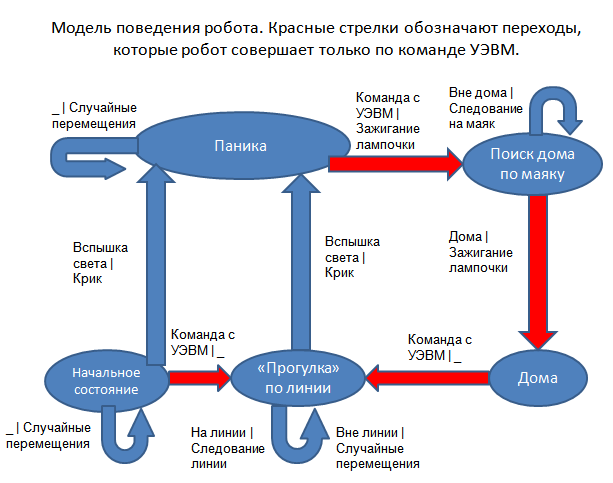 Модель поведения робота. Красные стрелки обозначают переходы,
которые робот совершает только по команде УЭВМ.
_ | Случайные
перемещения
Паника
Команда с
УЭВМ |
Зажигание
лампочки
Вне дома |
Следование
на маяк
Поиск дома
по маяку
Вспышка
света |
Крик
Вспышка
света |
Крик
Дома |
Зажигание
лампочки
Начальное
состояние
Команда с
УЭВМ | _
«Прогулка»
по линии
Команда с
УЭВМ | _
Дома
_ | Случайные
перемещения
На линии |
Следование
линии
Вне линии |
Случайные
перемещения